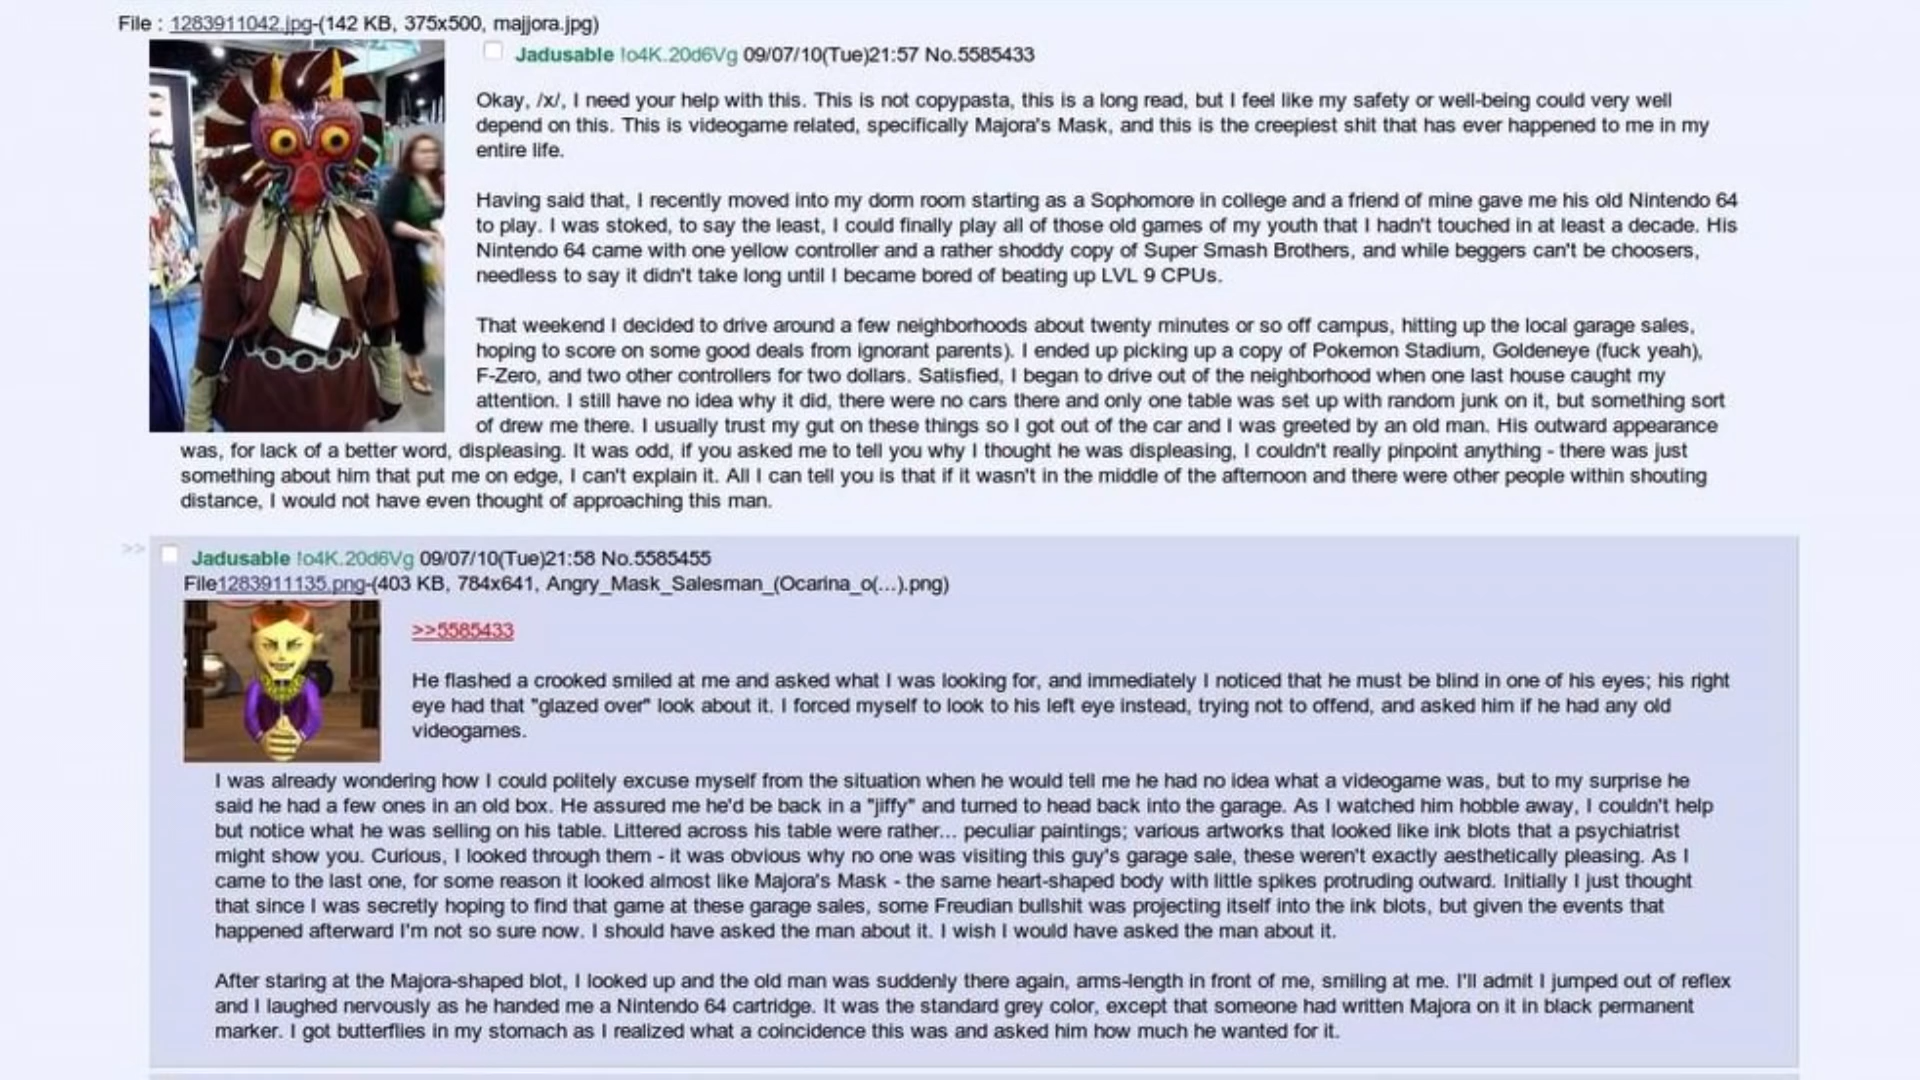 File : 1283911042.jpg-(142 KB, 375x500, majjora.jpg)
Jadusable !o4K.20d6Vg 09/07/10(Tue)21:57 No.5585433
Okay, /x/, I need your help with this. This is not copypasta, this is a long read, but I feel like my safety or well-being could very well
depend on this. This is videogame related, specifically Majora's Mask, and this is the creepiest shit that has ever happened to me in my
entire life.
Having said that, I recently moved into my dorm room starting as a Sophomore in college and a friend of mine gave me his old Nintendo 64
to play. I was stoked, to say the least, I could finally play all of those old games of my youth that I hadn't touched in at least a decade. His
Nintendo 64 came with one yellow controller and a rather shoddy copy of Super Smash Brothers, and while beggers can't be choosers,
needless to say it didn't take long until I became bored of beating up LVL 9 CPUs.
That weekend I decided to drive around a few neighborhoods about twenty minutes or so off campus, hitting up the local garage sales,
hoping to score on some good deals from ignorant parents). I ended up picking up a copy of Pokemon Stadium, Goldeneye (fuck yeah),
F-Zero, and two other controllers for two dollars. Satisfied, I began to drive out of the neighborhood when one last house caught my
attention. I still have no idea why it did, there were no cars there and only one table was set up with random junk on it, but something sort
of drew me there. I usually trust my gut on these things so I got out of the car and I was greeted by an old man. His outward appearance
was, for lack of a better word, displeasing. It was odd, if you asked me to tell you why I thought he was displeasing, I couldn't really pinpoint anything - there was just
something about him that put me on edge, I can't explain it. All I can tell you is that if it wasn't in the middle of the afternoon and there were other people within shouting
distance, I would not have even thought of approaching this man.
>> Jadusable !o4K.20d6Vg 09/07/10(Tue)21:58 No.5585455
File1283911135.png-(403 KB, 784x641, Angry_Mask_Salesman_(Ocarina_o(...).png)
>>5585433
He flashed a crooked smiled at me and asked what I was looking for, and immediately I noticed that he must be blind in one of his eyes; his right
eye had that "glazed over" look about it. I forced myself to look to his left eye instead, trying not to offend, and asked him if he had any old
videogames.
I was already wondering how I could politely excuse myself from the situation when he would tell me he had no idea what a videogame was, but to my surprise he
said he had a few ones in an old box. He assured me he'd be back in a "jiffy" and turned to head back into the garage. As I watched him hobble away, I couldn't help
but notice what he was selling on his table. Littered across his table were rather... peculiar paintings; various artworks that looked like ink blots that a psychiatrist
might show you. Curious, I looked through them - it was obvious why no one was visiting this guy's garage sale, these weren't exactly aesthetically pleasing. As I
came to the last one, for some reason it looked almost like Majora's Mask - the same heart-shaped body with little spikes protruding outward. Initially I just thought
that since I was secretly hoping to find that game at these garage sales, some Freudian bullshit was projecting itself into the ink blots, but given the events that
happened afterward I'm not so sure now. I should have asked the man about it. I wish I would have asked the man about it.
After staring at the Majora-shaped blot, I looked up and the old man was suddenly there again, arms-length in front of me, smiling at me. I'll admit I jumped out of reflex
and I laughed nervously as he handed me a Nintendo 64 cartridge. It was the standard grey color, except that someone had written Majora on it in black permanent
marker. I got butterflies in my stomach as I realized what a coincidence this was and asked him how much he wanted for it.